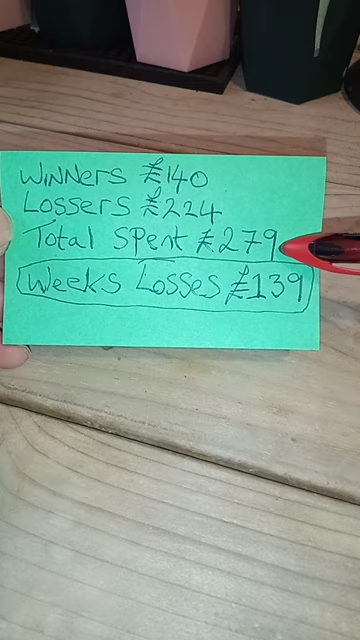 WINNERS £140
LOSSERS £224
Total spent £279
Weeks Losses £139